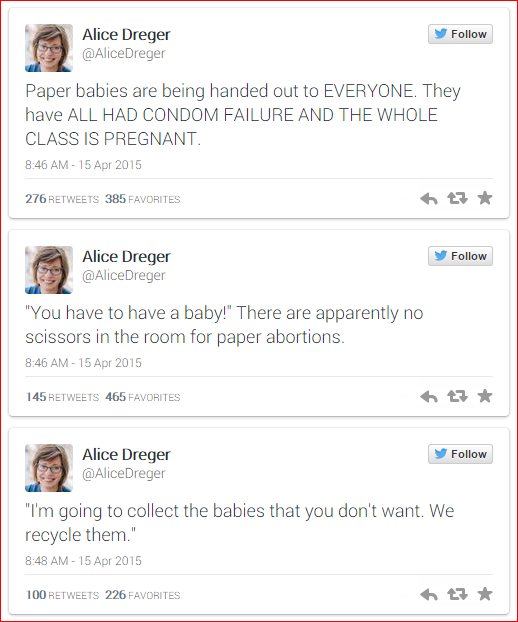 Alice Dreger
Follow
@AliceDreger
Paper babies are being handed out to EVERYONE. They
have ALL HAD CONDOM FAILURE AND THE WHOLE
CLASS IS PREGNANT.
8:46 AM - 15 Apr 2015
276 RETWEETS 385 FAVORITES
Alice Dreger
Follow
@AliceDreger
"You have to have a baby!" There are apparently no
scissors in the room for paper abortions.
8:46 AM - 15 Apr 2015
145 RETWEETS 465 FAVORITES
Alice Dreger
Follow
@AliceDreger
"I'm going to collect the babies that you don't want. We
recycle them."
8:48 AM - 15 Apr 2015
100 RETWEETS 226 FAVORITES